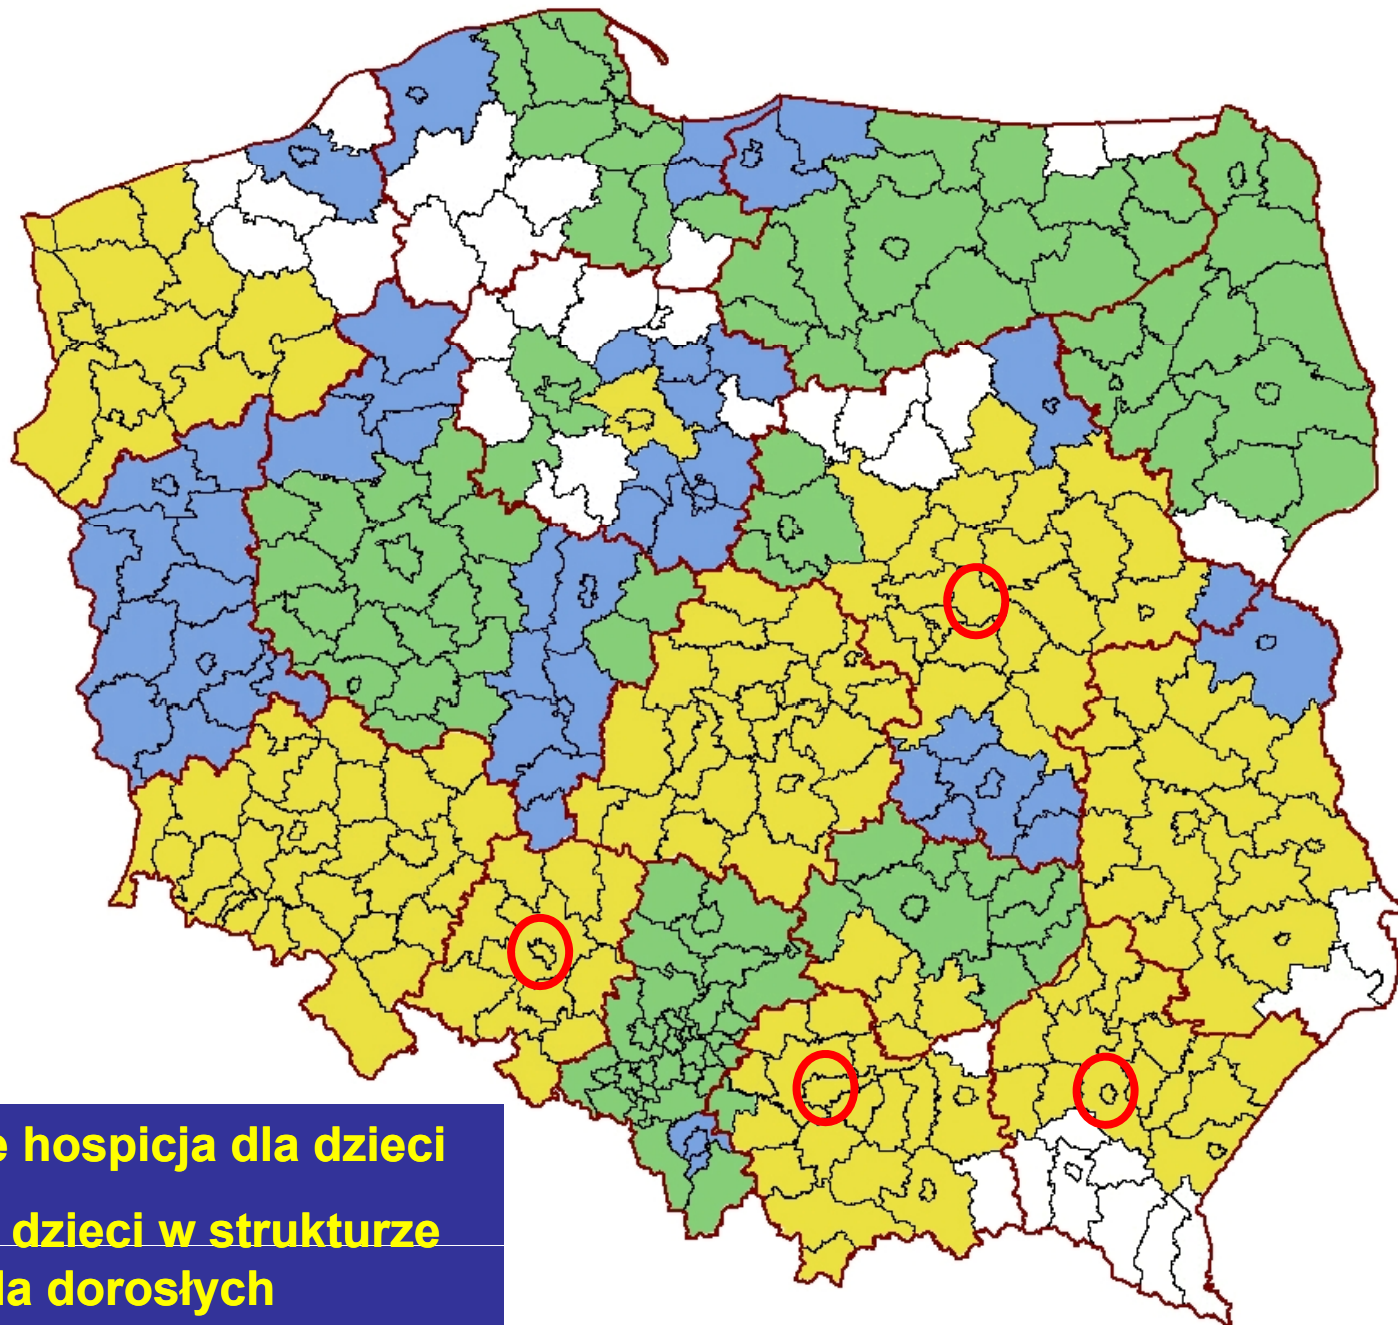 e hospicja dla dzieci
dzieci w strukturze
la dorosłych